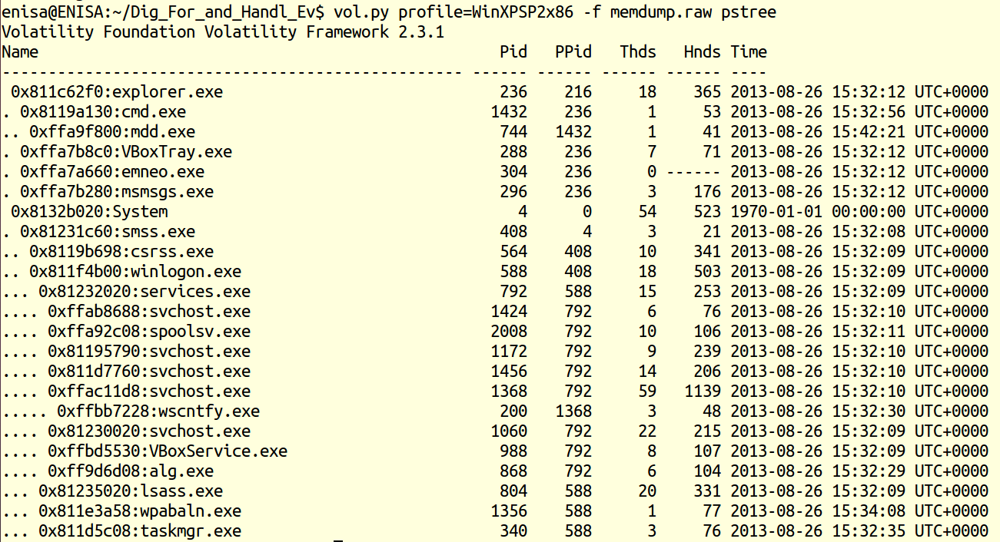 enisa@ENISA:~/Dig_For_and_Handl_Ev$ vol.py profile=WinXPSP2x86 -f memdump.raw pstree
Volatility Foundation Volatility Framework 2.3.1
Name                                                  Pid   PPid   Thds   Hnds Time
-------------------------------------------------- ------ ------ ------ ------ ----
 0x811c62f0:explorer.exe                              236    216     18    365 2013-08-26 15:32:12 UTC+0000
. 0x8119a130:cmd.exe                                 1432    236      1     53 2013-08-26 15:32:56 UTC+0000
.. 0xffa9f800:mdd.exe                                 744   1432      1     41 2013-08-26 15:42:21 UTC+0000
. 0xffa7b8c0:VBoxTray.exe                             288    236      7     71 2013-08-26 15:32:12 UTC+0000
. 0xffa7a660:emneo.exe                                304    236      0 ------ 2013-08-26 15:32:12 UTC+0000
. 0xffa7b280:msmsgs.exe                               296    236      3    176 2013-08-26 15:32:12 UTC+0000
 0x8132b020:System                                      4      0     54    523 1970-01-01 00:00:00 UTC+0000
. 0x81231c60:smss.exe                                 408      4      3     21 2013-08-26 15:32:08 UTC+0000
.. 0x8119b698:csrss.exe                               564    408     10    341 2013-08-26 15:32:09 UTC+0000
.. 0x811f4b00:winlogon.exe                            588    408     18    503 2013-08-26 15:32:09 UTC+0000
... 0x81232020:services.exe                           792    588     15    253 2013-08-26 15:32:09 UTC+0000
.... 0xffab8688:svchost.exe                          1424    792      6     76 2013-08-26 15:32:10 UTC+0000
.... 0xffa92c08:spoolsv.exe                          2008    792     10    106 2013-08-26 15:32:11 UTC+0000
.... 0x81195790:svchost.exe                          1172    792      9    239 2013-08-26 15:32:10 UTC+0000
.... 0x811d7760:svchost.exe                          1456    792     14    206 2013-08-26 15:32:10 UTC+0000
.... 0xffac11d8:svchost.exe                          1368    792     59   1139 2013-08-26 15:32:10 UTC+0000
..... 0xffbb7228:wscntfy.exe                          200   1368      3     48 2013-08-26 15:32:30 UTC+0000
.... 0x81230020:svchost.exe                          1060    792     22    215 2013-08-26 15:32:09 UTC+0000
.... 0xffbd5530:VBoxService.exe                       988    792      8    107 2013-08-26 15:32:09 UTC+0000
.... 0xff9d6d08:alg.exe                               868    792      6    104 2013-08-26 15:32:29 UTC+0000
... 0x81235020:lsass.exe                              804    588     20    331 2013-08-26 15:32:09 UTC+0000
... 0x811e3a58:wpabaln.exe                           1356    588      1     77 2013-08-26 15:34:08 UTC+0000
... 0x811d5c08:taskmgr.exe                            340    588      3     76 2013-08-26 15:32:35 UTC+0000